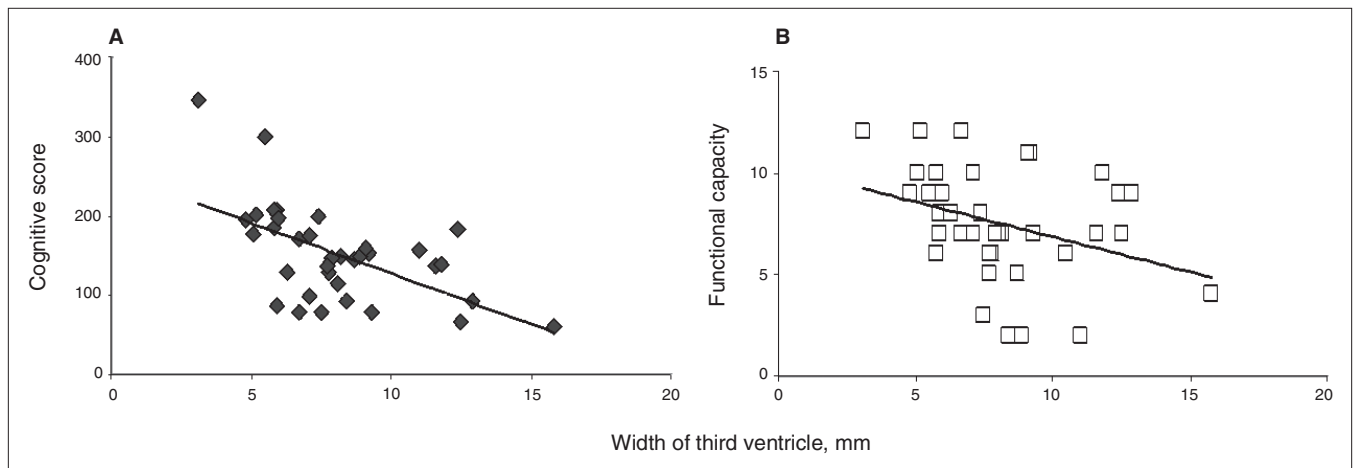 A
400
300
200
100
0
0 5 10 15 20
Cognitive score
B
15
10
5
0
0 5 10 15 20
Functional capacity
Width of third ventricle, mm